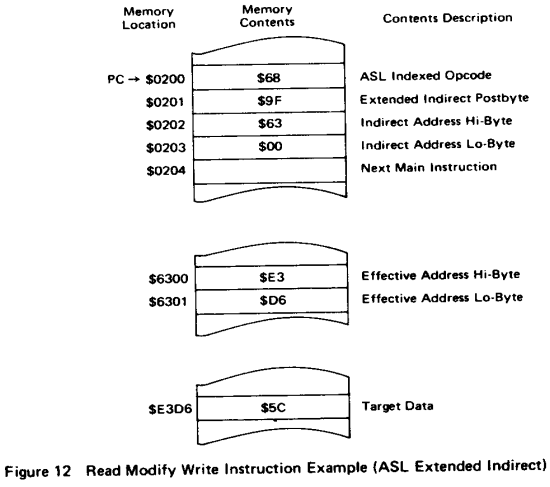 Memory Location Memory Contents Contents Description
PC → $0200 $68 ASL Indexed Opcode
$0201 $9F Extended Indirect Postbyte
$0202 $63 Indirect Address Hi-Byte
$0203 $00 Indirect Address Lo-Byte
$0204 Next Main Instruction
$6300 $E3 Effective Address Hi-Byte
$6301 $D6 Effective Address Lo-Byte
$E3D6 $5C Target Data
Figure 12 Read Modify Write Instruction Example (ASL Extended Indirect)